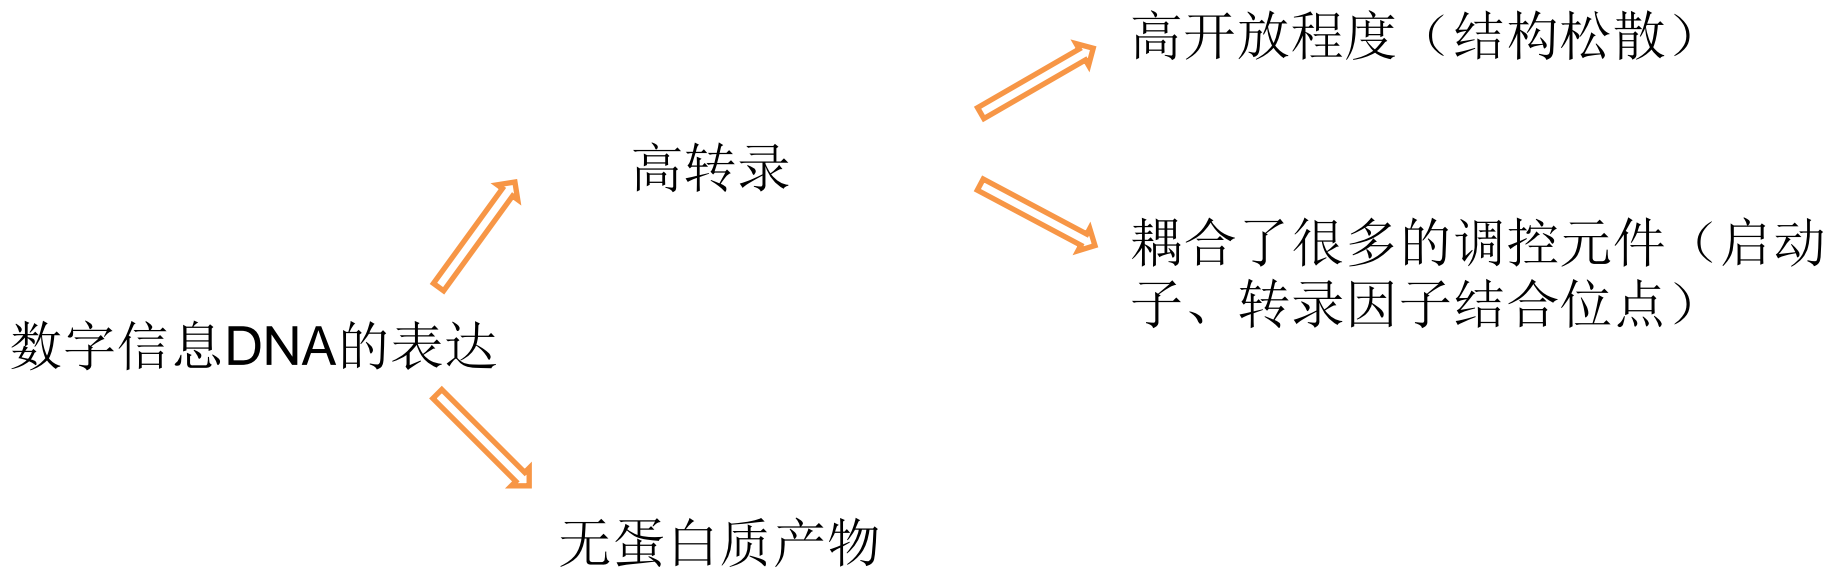 高开放程度（结构松散）
高转录
耦合了很多的调控元件（启动
子、转录因子结合位点）
数字信息DNA的表达
无蛋白质产物